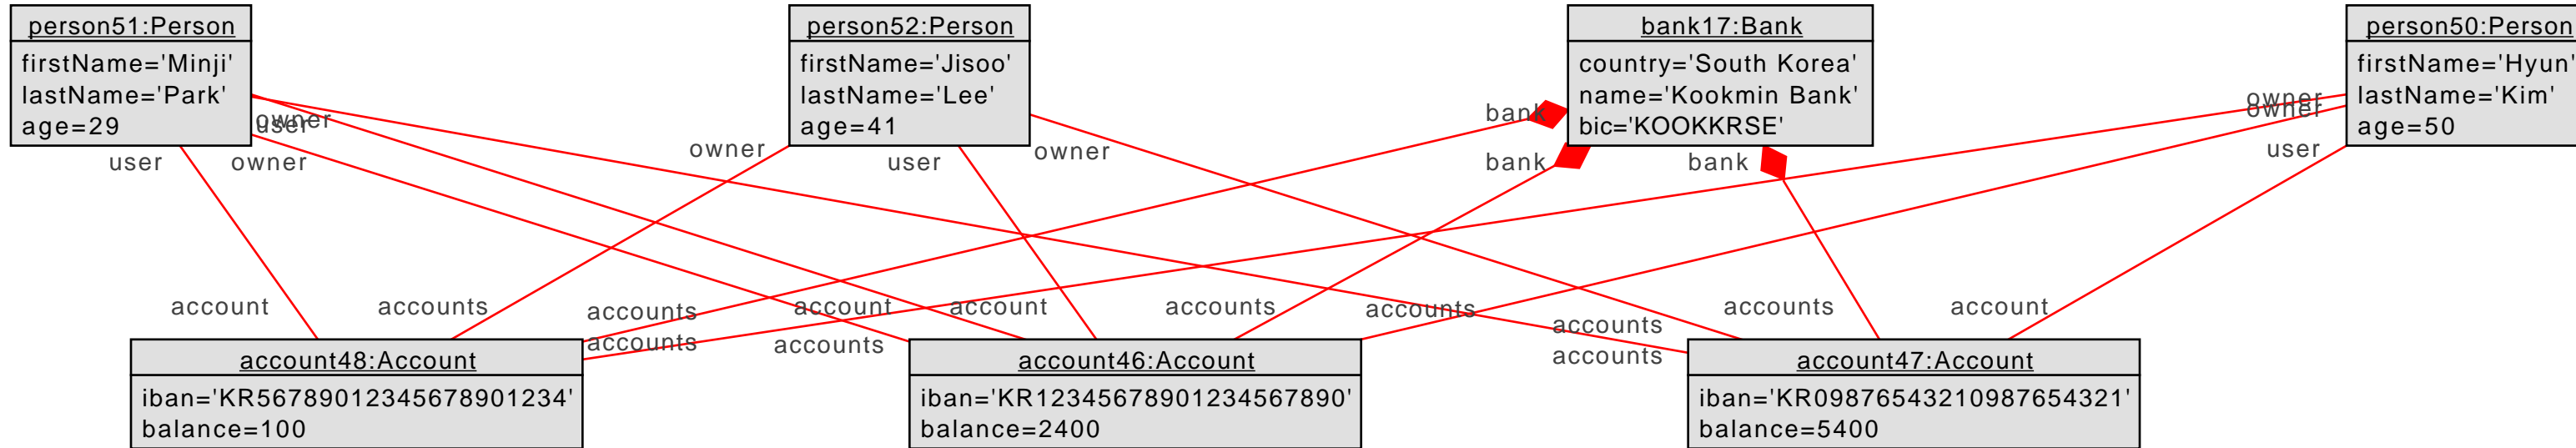 person51:Person
firstName='Minji'
lastName='Park'
age=29
person52:Person
firstName='Jisoo'
lastName='Lee'
age=41
bank17:Bank
country='South Korea'
name='Kookmin Bank'
bic='KOOKKRSE'
person50:Person
firstName='Hyun'
lastName='Kim'
age=50
owner
user
user
owner
owner
user
owner
bank
bank
bank
owner
owner
user
account
accounts
accounts
accounts
account
accounts
account
accounts
accounts
accounts
accounts
accounts
account
account48:Account
iban='KR56789012345678901234'
balance=100
account46:Account
iban='KR12345678901234567890'
balance=2400
account47:Account
iban='KR09876543210987654321'
balance=5400